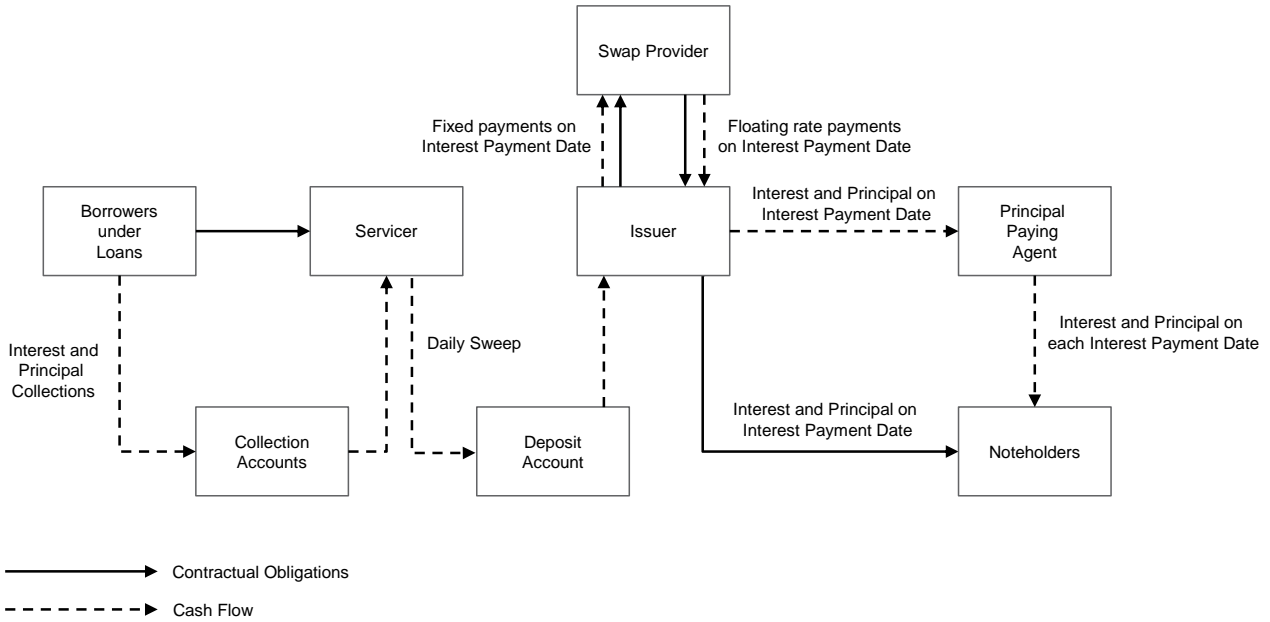 Swap Provider
Fixed payments on
Interest Payment Date
Floating rate payments
on Interest Payment Date
Borrowers
under
Loans
Servicer
Issuer
Interest and Principal on
Interest Payment Date
Principal
Paying
Agent
Interest and
Principal
Collections
Daily Sweep
Interest and Principal on
each Interest Payment Date
Collection
Accounts
Deposit
Account
Interest and Principal on
Interest Payment Date
Noteholders
Contractual Obligations
Cash Flow